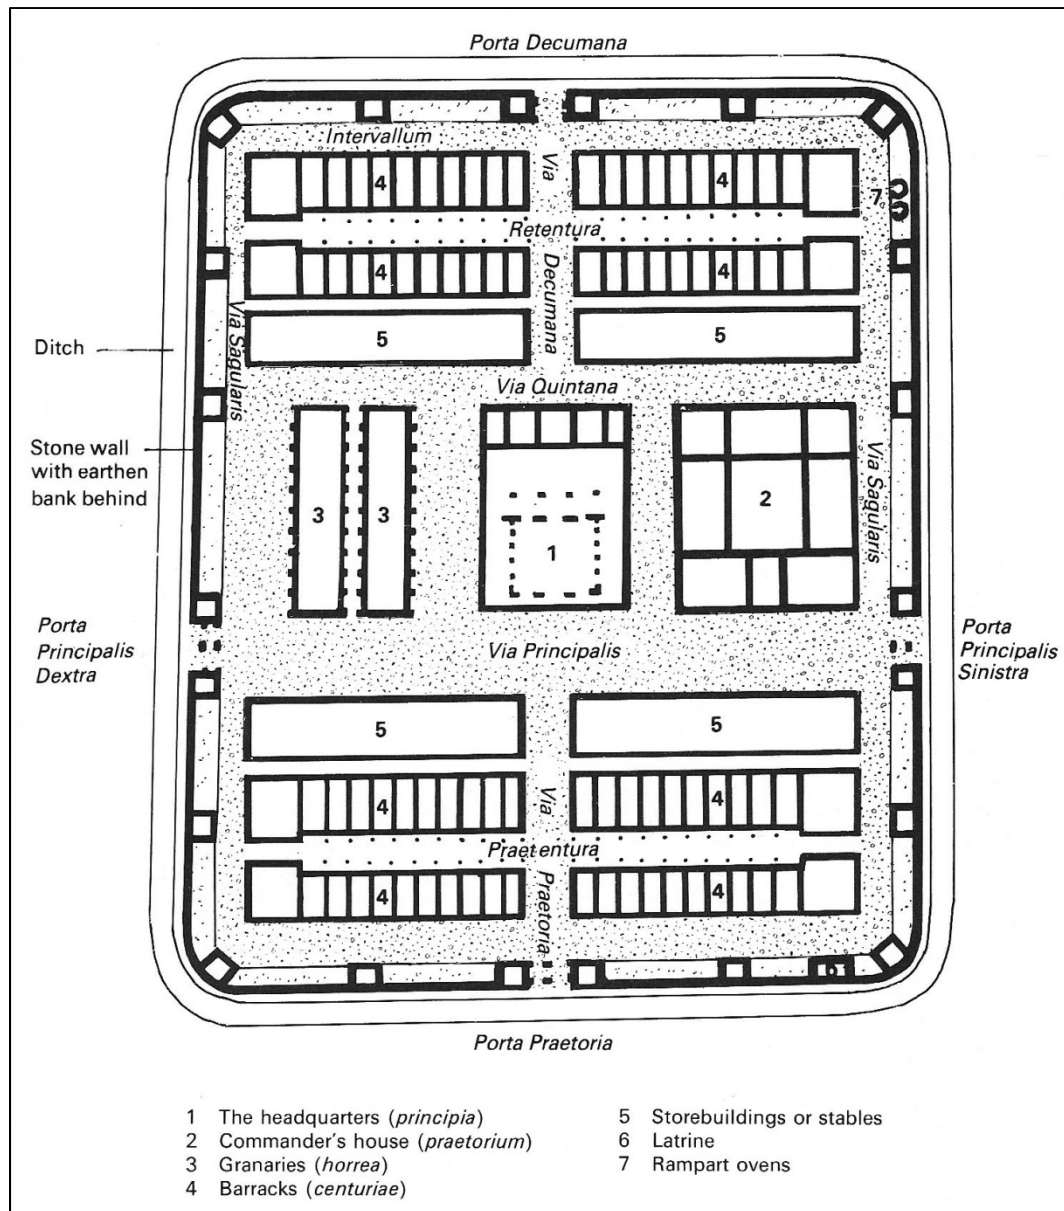 Porta Decumana
Intervallum
Via
4
4
7
Retentura
4
Decumana
4
Via Sagularis
5
5
Ditch
Via Quintana
Stone wall
with earthen
bank behind
3
3
1
2
Via Sagularis
Porta
Principalis
Dextra
Via Principalis
Porta
Principalis
Sinistra
5
5
Via
4
4
Praetentura
4
Praetoria
4
6
Porta Praetoria
1 The headquarters (principia)
2 Commander's house (praetorium)
3 Granaries (horrea)
4 Barracks (centuriae)
5 Storebuildings or stables
6 Latrine
7 Rampart ovens